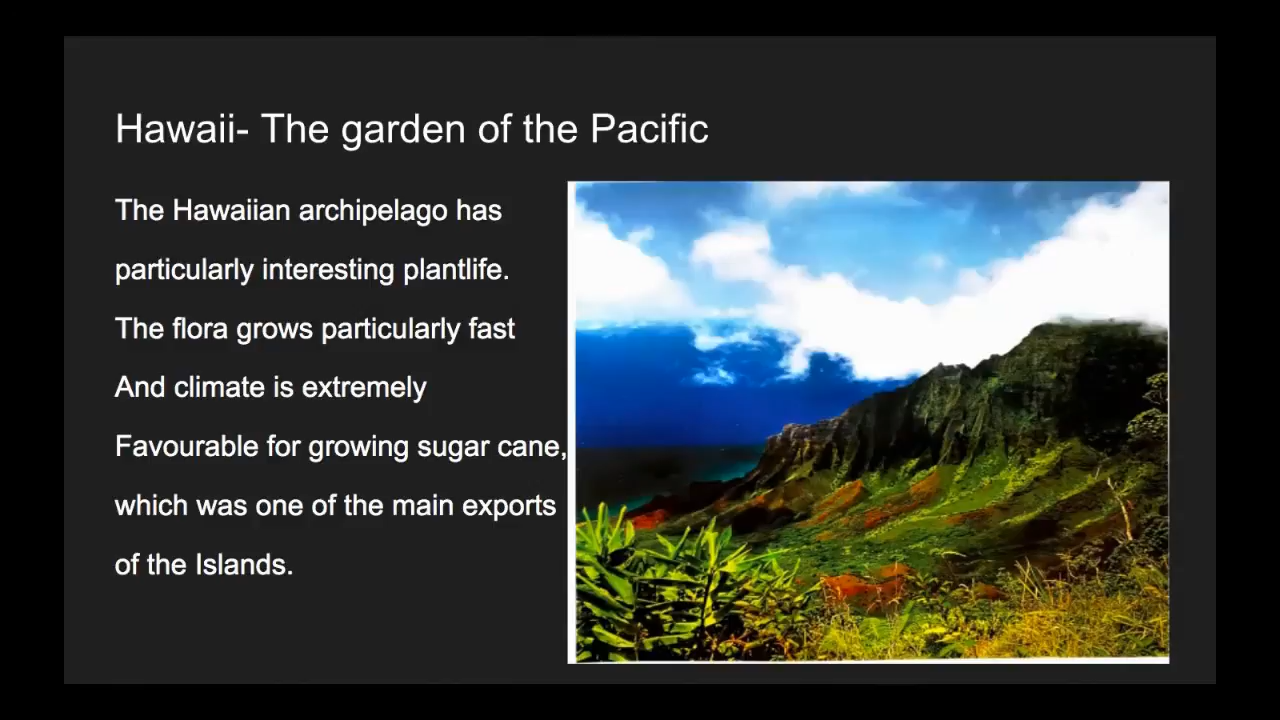 Hawaii- The garden of the Pacific
The Hawaiian archipelago has
particularly interesting plantlife.
The flora grows particularly fast
And climate is extremely
Favourable for growing sugar cane,
which was one of the main exports
of the Islands.